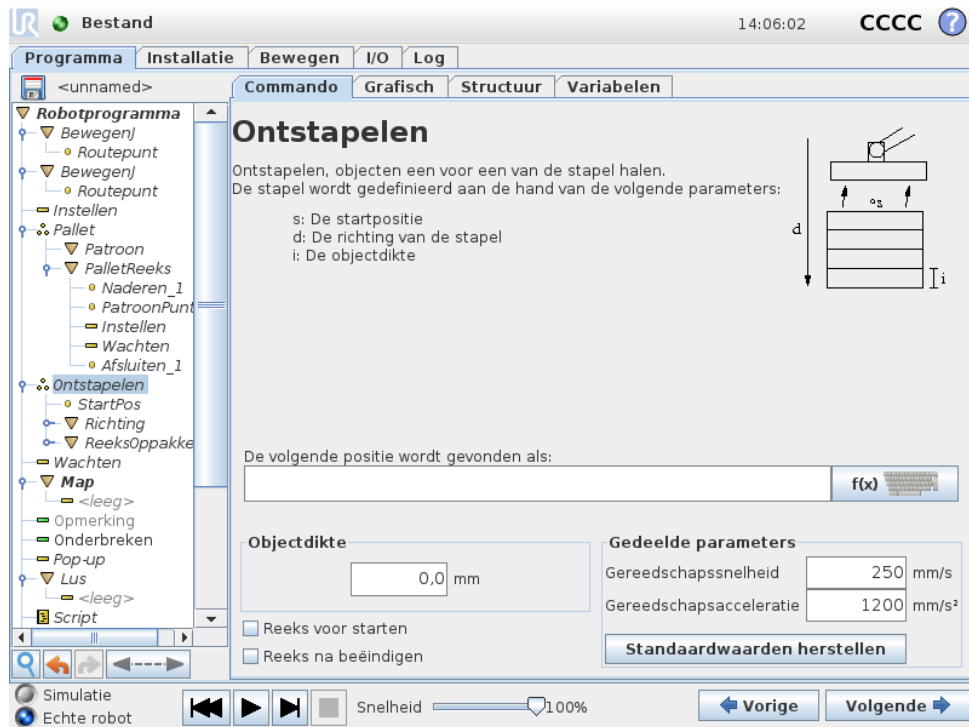 UR Bestand 14:06:02 CCCC ?
Programma Installatie Bewegen I/O Log
<unnamed>
Commando Grafisch Structuur Variabelen
Robotprogramma
BewegenJ
Routepunt
BewegenJ
Routepunt
Instellen
Pallet
Patroon
PalletReeks
Naderen_1
PatroonPunt
Instellen
Wachten
Afsluiten_1
Ontstapelen
StartPos
Richting
ReeksOppakke
Wachten
Map
<leeg>
Opmerking
Onderbreken
Pop-up
Lus
<leeg>
Script
Ontstapelen
Ontstapelen, objecten een voor een van de stapel halen.
De stapel wordt gedefinieerd aan de hand van de volgende parameters:
s: De startpositie
d: De richting van de stapel
i: De objectdikte
d
s
i
De volgende positie wordt gevonden als:
f(x)
Objectdikte
0,0 mm
Reeks voor starten
Reeks na beëindigen
Gedeelde parameters
Gereedschapssnelheid 250 mm/s
Gereedschapsacceleratie 1200 mm/s²
Standaardwaarden herstellen
Simulatie
Echte robot
Snelheid 100%
Vorige Volgende